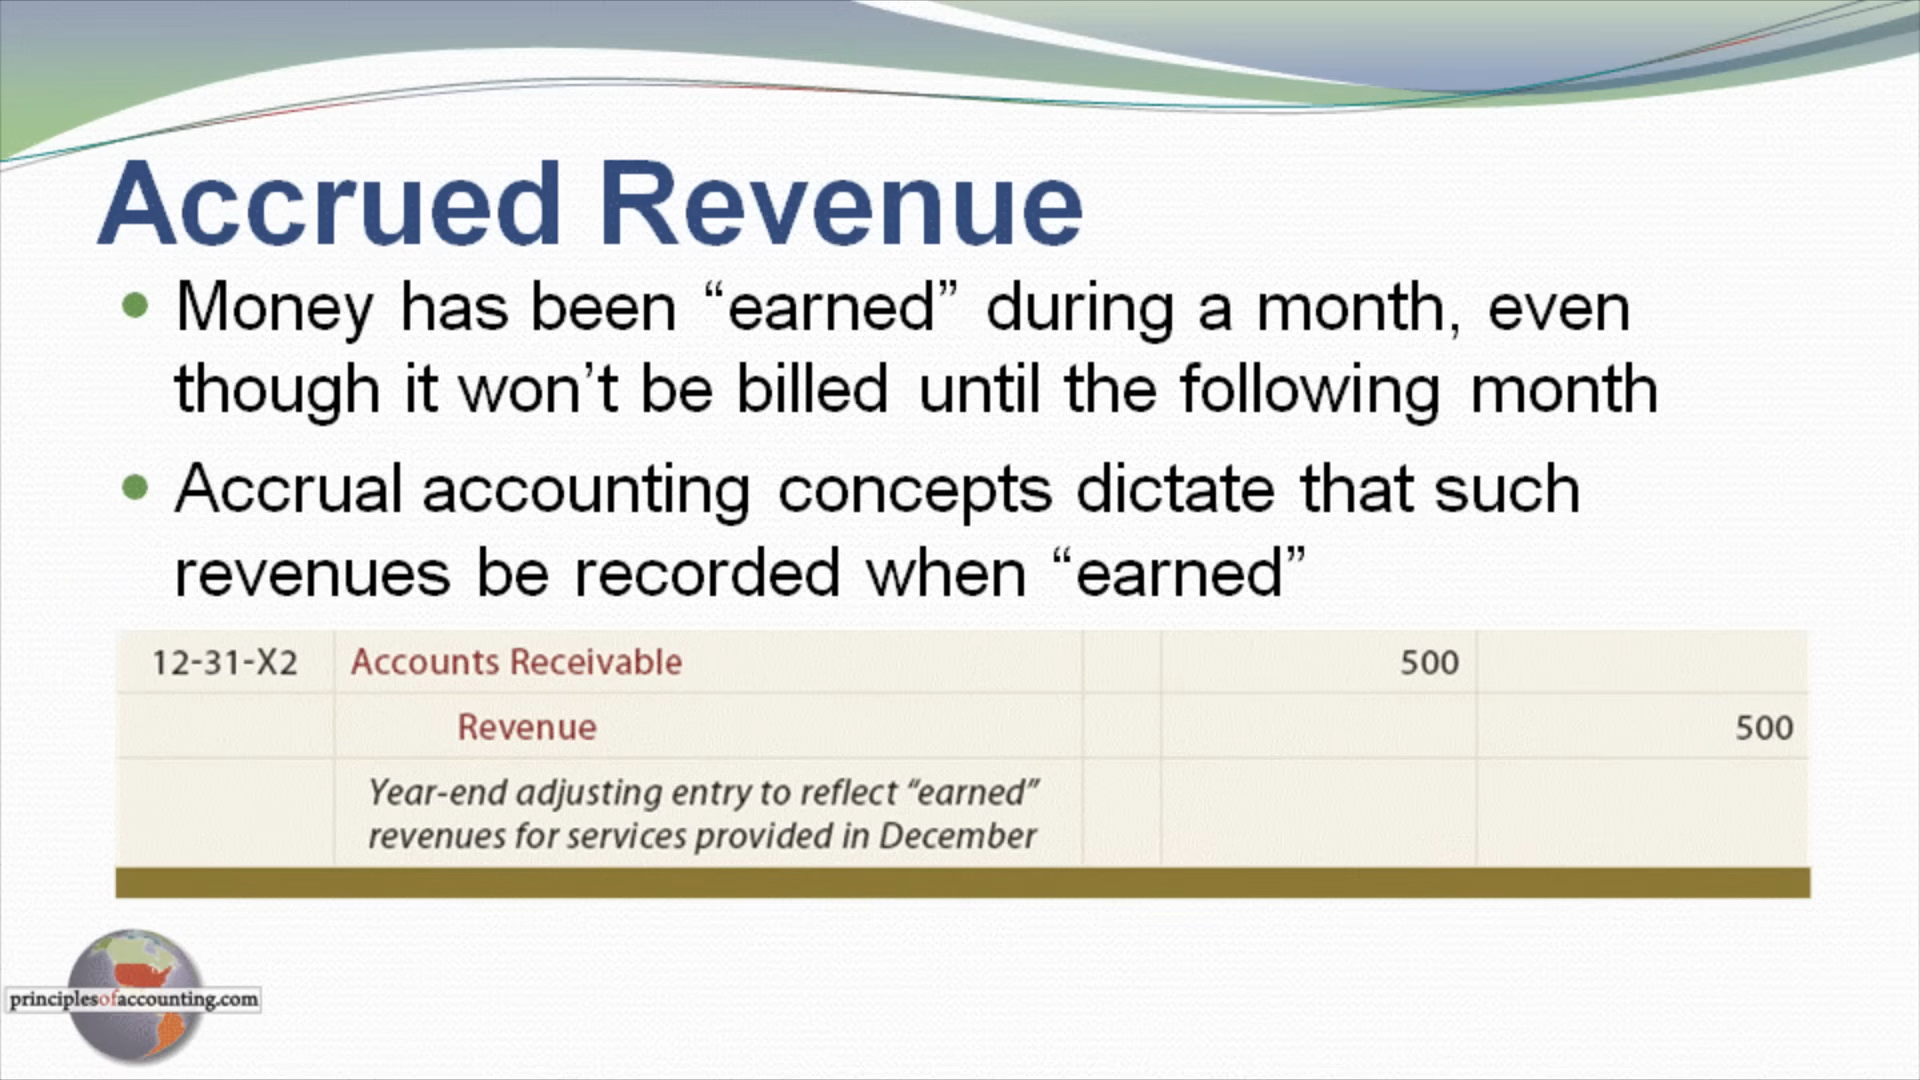 Accrued Revenue
Money has been “earned” during a month, even
though it won’t be billed until the following month
Accrual accounting concepts dictate that such
revenues be recorded when “earned”
12-31-X2 Accounts Receivable 500
Revenue 500
Year-end adjusting entry to reflect “earned”
revenues for services provided in December
principlesofaccounting.com